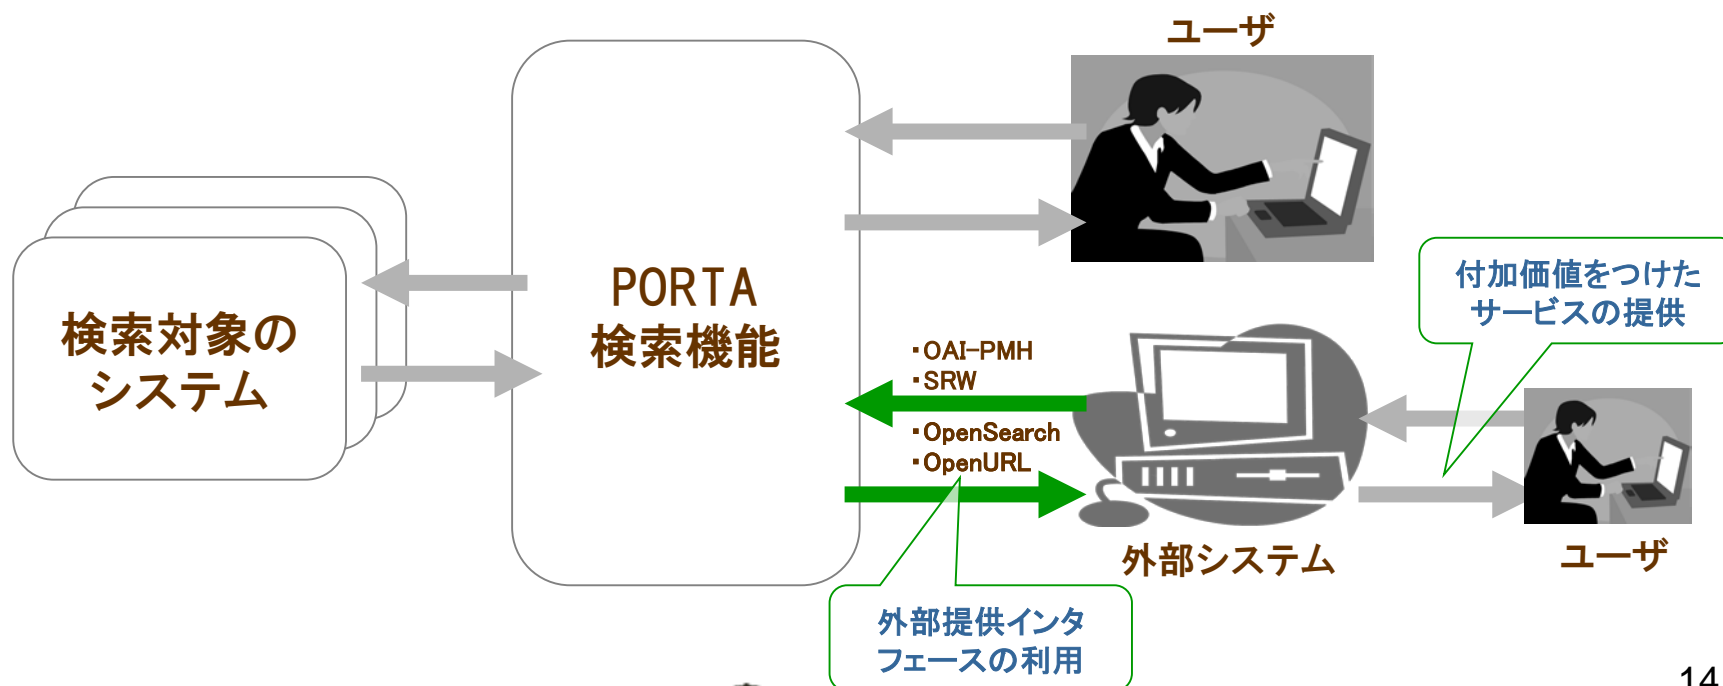 ユーザ
検索対象の
システム
PORTA
検索機能
▪OAI-PMH
▪SRW
▪OpenSearch
▪OpenURL
外部システム
付加価値をつけた
サービスの提供
ユーザ
外部提供インタ
フェースの利用
14